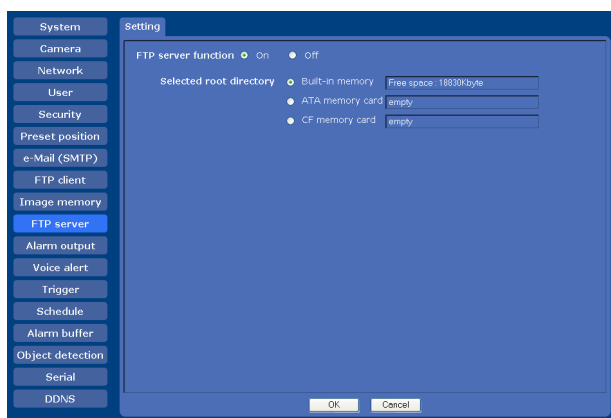 System
Camera
Network
User
Security
Preset position
e-Mail (SMTP)
FTP client
Image memory
FTP server
Alarm output
Voice alert
Trigger
Schedule
Alarm buffer
Object detection
Serial
DDNS
Setting
FTP server function On Off
Selected root directory Built-in memory Free space : 18830Kbyte
ATA memory card empty
CF memory card empty
OK Cancel